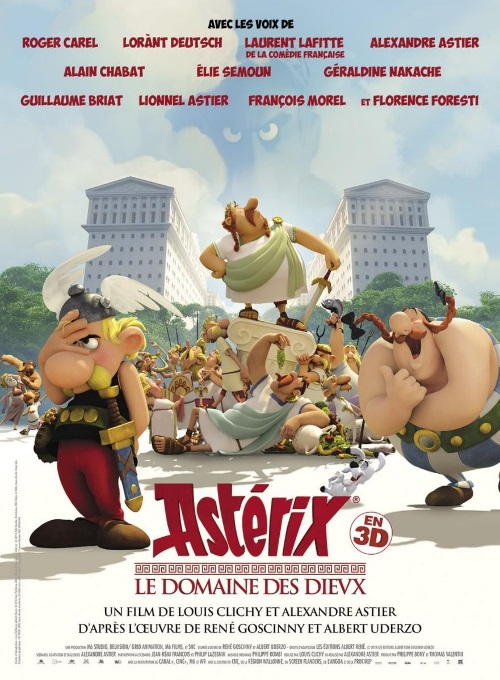 AVEC LES VOIX DE
ROGER CAREL LORÀNT DEUTSCH LAURENT LAFITTE ALEXANDRE ASTIER
DE LA COMÉDIE FRANÇAISE
ALAIN CHABAT ÉLIE SEMOUN GÉRALDINE NAKACHE
GUILLAUME BRIAT LIONNEL ASTIER FRANÇOIS MOREL ET FLORENCE FORESTI
Astérix
EN 3D
LE DOMAINE DES DIEVX
UN FILM DE LOUIS CLICHY ET ALEXANDRE ASTIER
D'APRÈS L'ŒUVRE DE RENÉ GOSCINNY ET ALBERT UDERZO